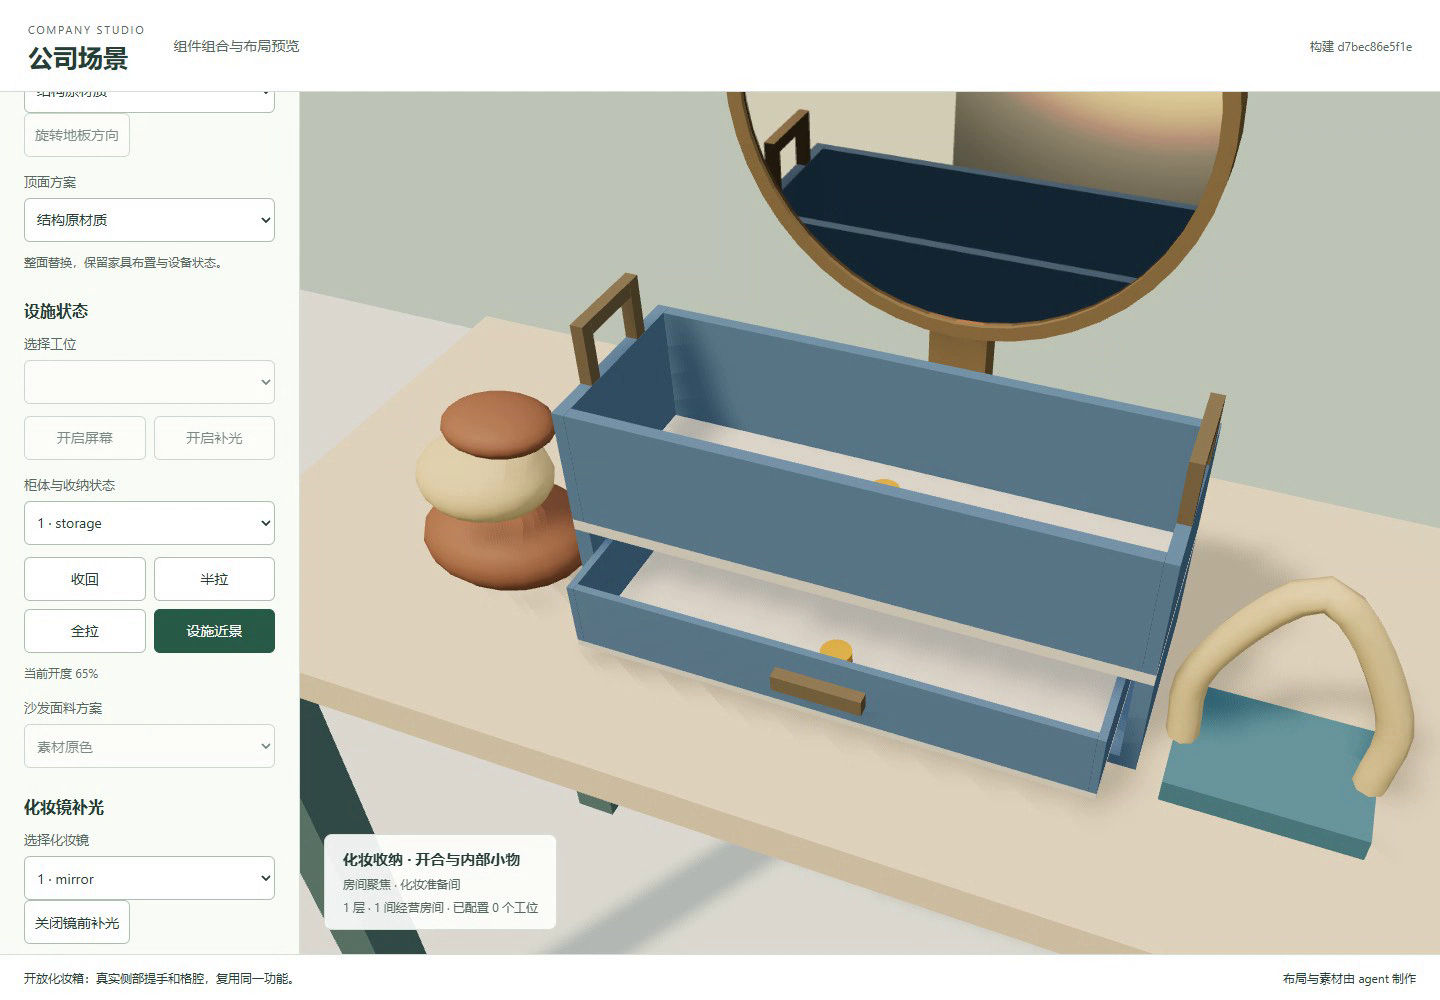 COMPANY STUDIO
公司场景
组件组合与布局预览
构建 d7bec86e5f1e
结构原材质
旋转地板方向
顶面方案
结构原材质
整面替换，保留家具布置与设备状态。
设施状态
选择工位
开启屏幕
开启补光
柜体与收纳状态
1 · storage
收回
半拉
全拉
设施近景
当前开度 65%
沙发面料方案
素材原色
化妆镜补光
选择化妆镜
1 · mirror
关闭镜前补光
化妆收纳 · 开合与内部小物
房间聚焦 · 化妆准备间
1 层 · 1 间经营房间 · 已配置 0 个工位
开放化妆箱：真实侧部提手和格腔，复用同一功能。
布局与素材由 agent 制作